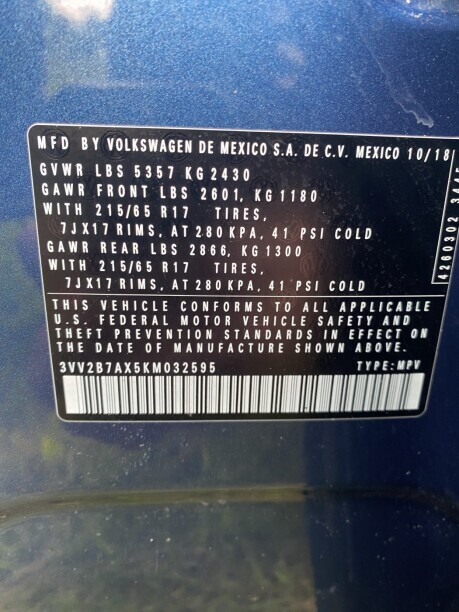 MFD BY VOLKSWAGEN DE MEXICO S.A. DE C.V. MEXICO 10/18
GVWR LBS 5357 KG 2430
GAWR FRONT LBS 2601, KG 1180
WITH 215/65 R17 TIRES,
7JX17 RIMS, AT 280 KPA, 41 PSI COLD
GAWR REAR LBS 2866, KG 1300
WITH 215/65 R17 TIRES,
7JX17 RIMS, AT 280 KPA, 41 PSI COLD
THIS VEHICLE CONFORMS TO ALL APPLICABLE
U.S. FEDERAL MOTOR VEHICLE SAFETY AND
THEFT PREVENTION STANDARDS IN EFFECT ON
THE DATE OF MANUFACTURE SHOWN ABOVE.
3VV2B7AX5KM032595 TYPE:MPV
4260302